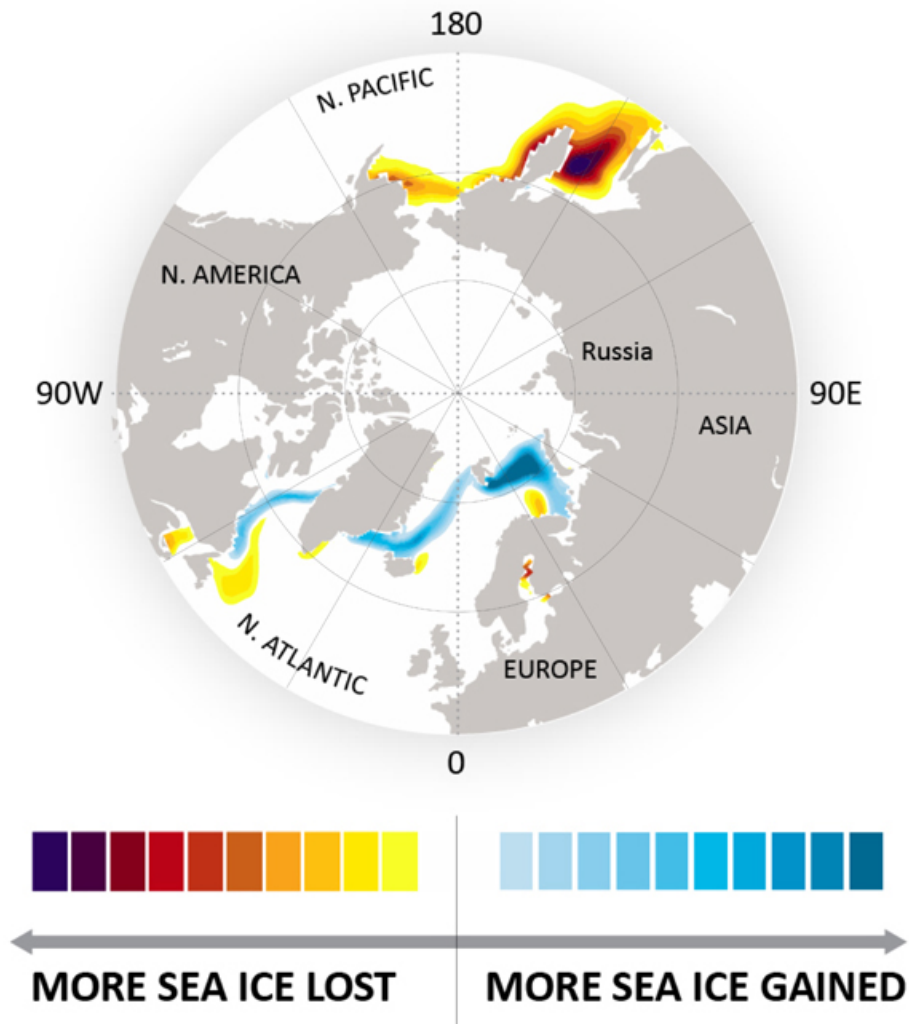 180
N. PACIFIC
N. AMERICA
Russia
90W
90E
ASIA
N. ATLANTIC
EUROPE
0
MORE SEA ICE LOST
MORE SEA ICE GAINED